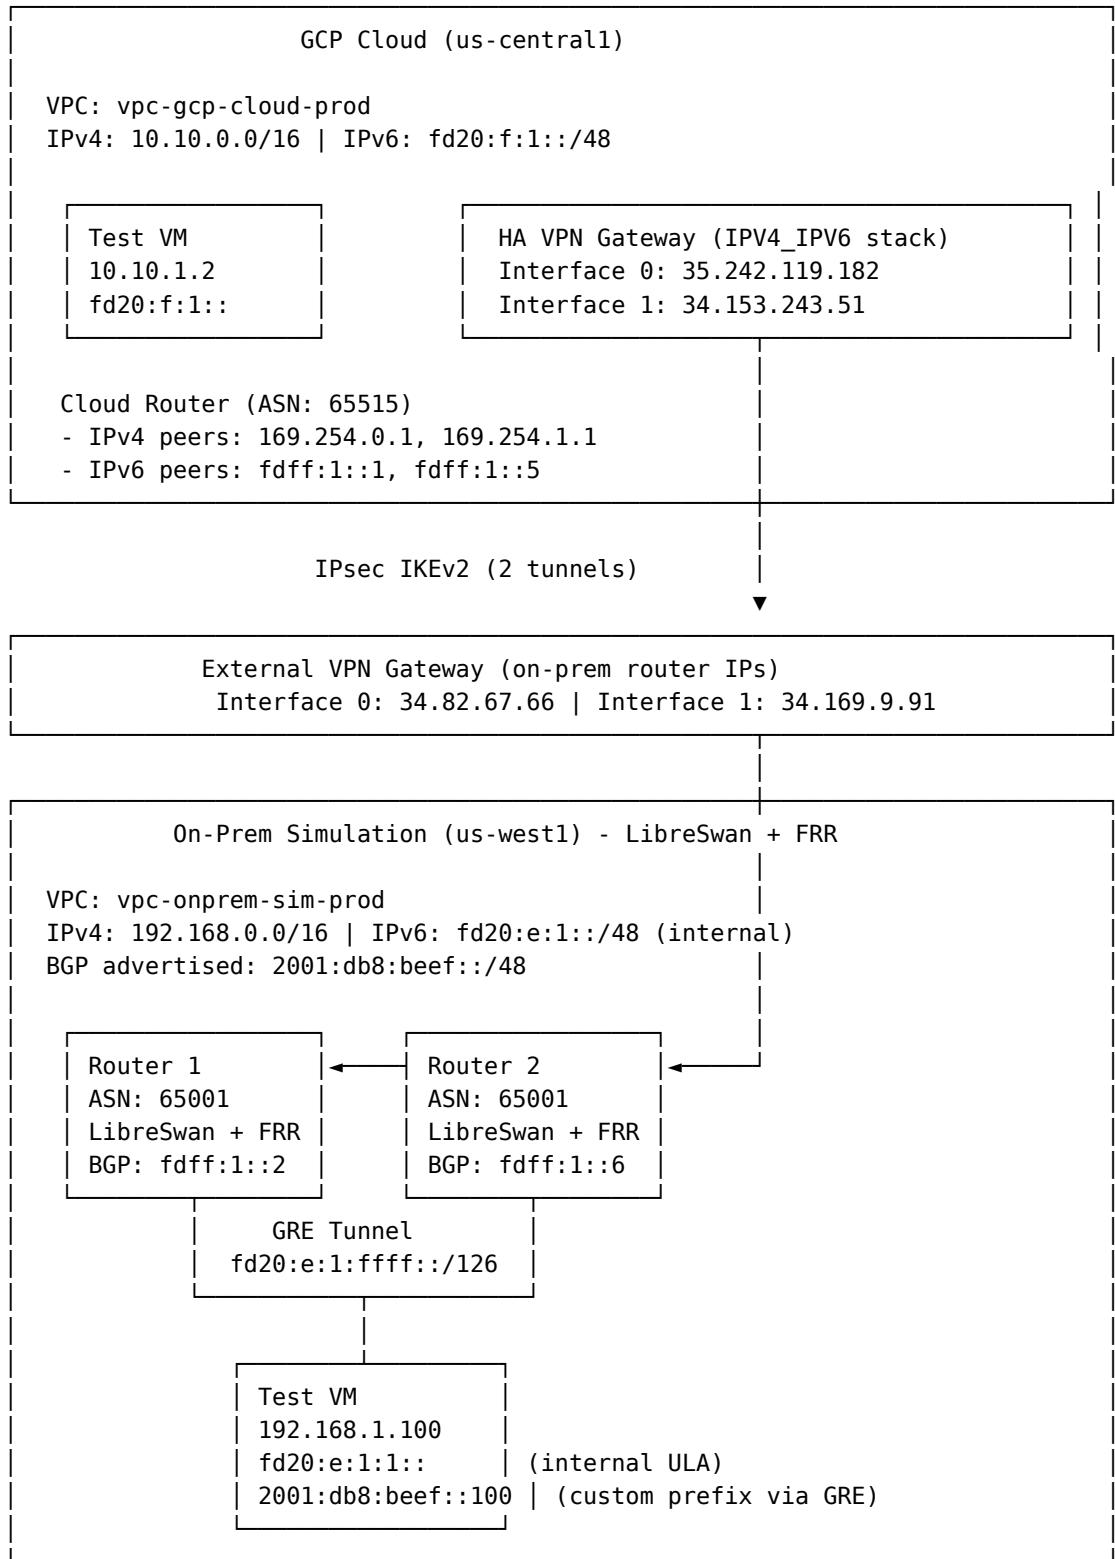 GCP Cloud (us-central1)
VPC: vpc-gcp-cloud-prod
IPv4: 10.10.0.0/16 | IPv6: fd20:f:1::/48
Test VM
10.10.1.2
fd20:f:1::
HA VPN Gateway (IPV4_IPV6 stack)
Interface 0: 35.242.119.182
Interface 1: 34.153.243.51
Cloud Router (ASN: 65515)
- IPv4 peers: 169.254.0.1, 169.254.1.1
- IPv6 peers: fdff:1::1, fdff:1::5
IPsec IKEv2 (2 tunnels)
External VPN Gateway (on-prem router IPs)
Interface 0: 34.82.67.66 | Interface 1: 34.169.9.91
On-Prem Simulation (us-west1) - LibreSwan + FRR
VPC: vpc-onprem-sim-prod
IPv4: 192.168.0.0/16 | IPv6: fd20:e:1::/48 (internal)
BGP advertised: 2001:db8:beef::/48
Router 1
ASN: 65001
LibreSwan + FRR
BGP: fdff:1::2
Router 2
ASN: 65001
LibreSwan + FRR
BGP: fdff:1::6
GRE Tunnel
fd20:e:1:ffff::/126
Test VM
192.168.1.100
fd20:e:1:1:: (internal ULA)
2001:db8:beef::100 (custom prefix via GRE)